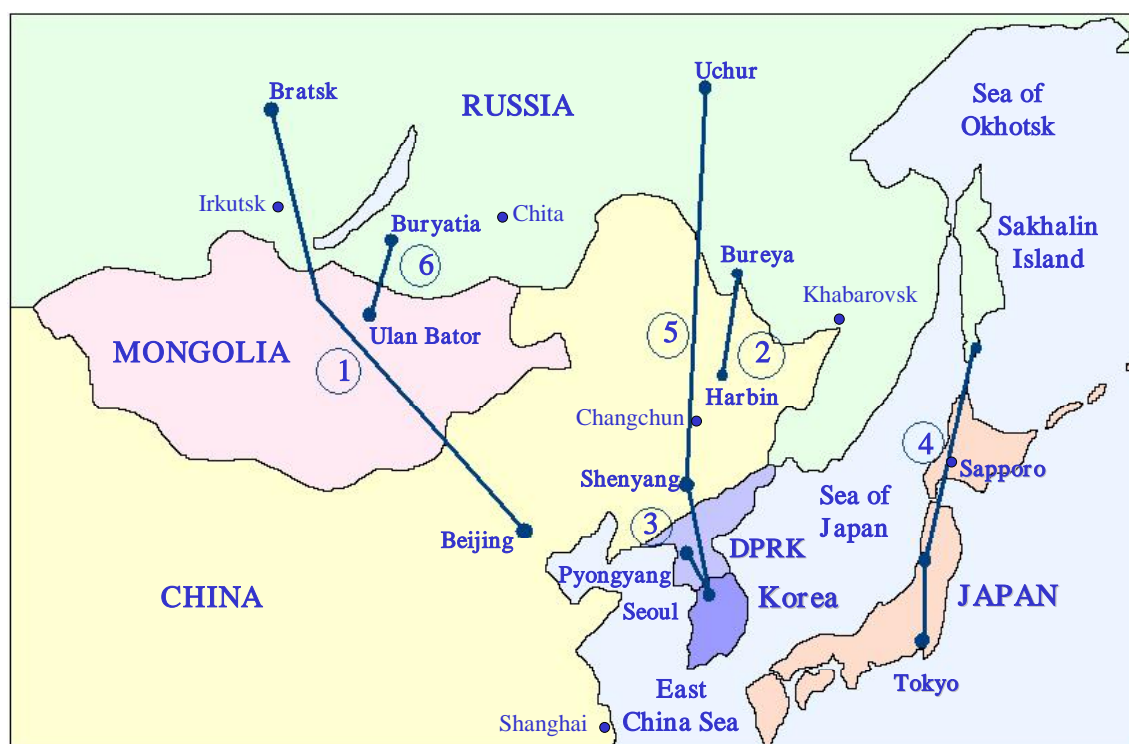 Uchur
Bratsk
RUSSIA
Sea of
Okhotsk
Irkutsk
Chita
Buryatia
Sakhalin
Island
6
Bureya
Khabarovsk
Ulan Bator
5
2
MONGOLIA
1
Harbin
Changchun
4
Sapporo
Shenyang
Sea of
Japan
3
Beijing
DPRK
Pyongyang
CHINA
Seoul
Korea
JAPAN
East
China Sea
Tokyo
Shanghai